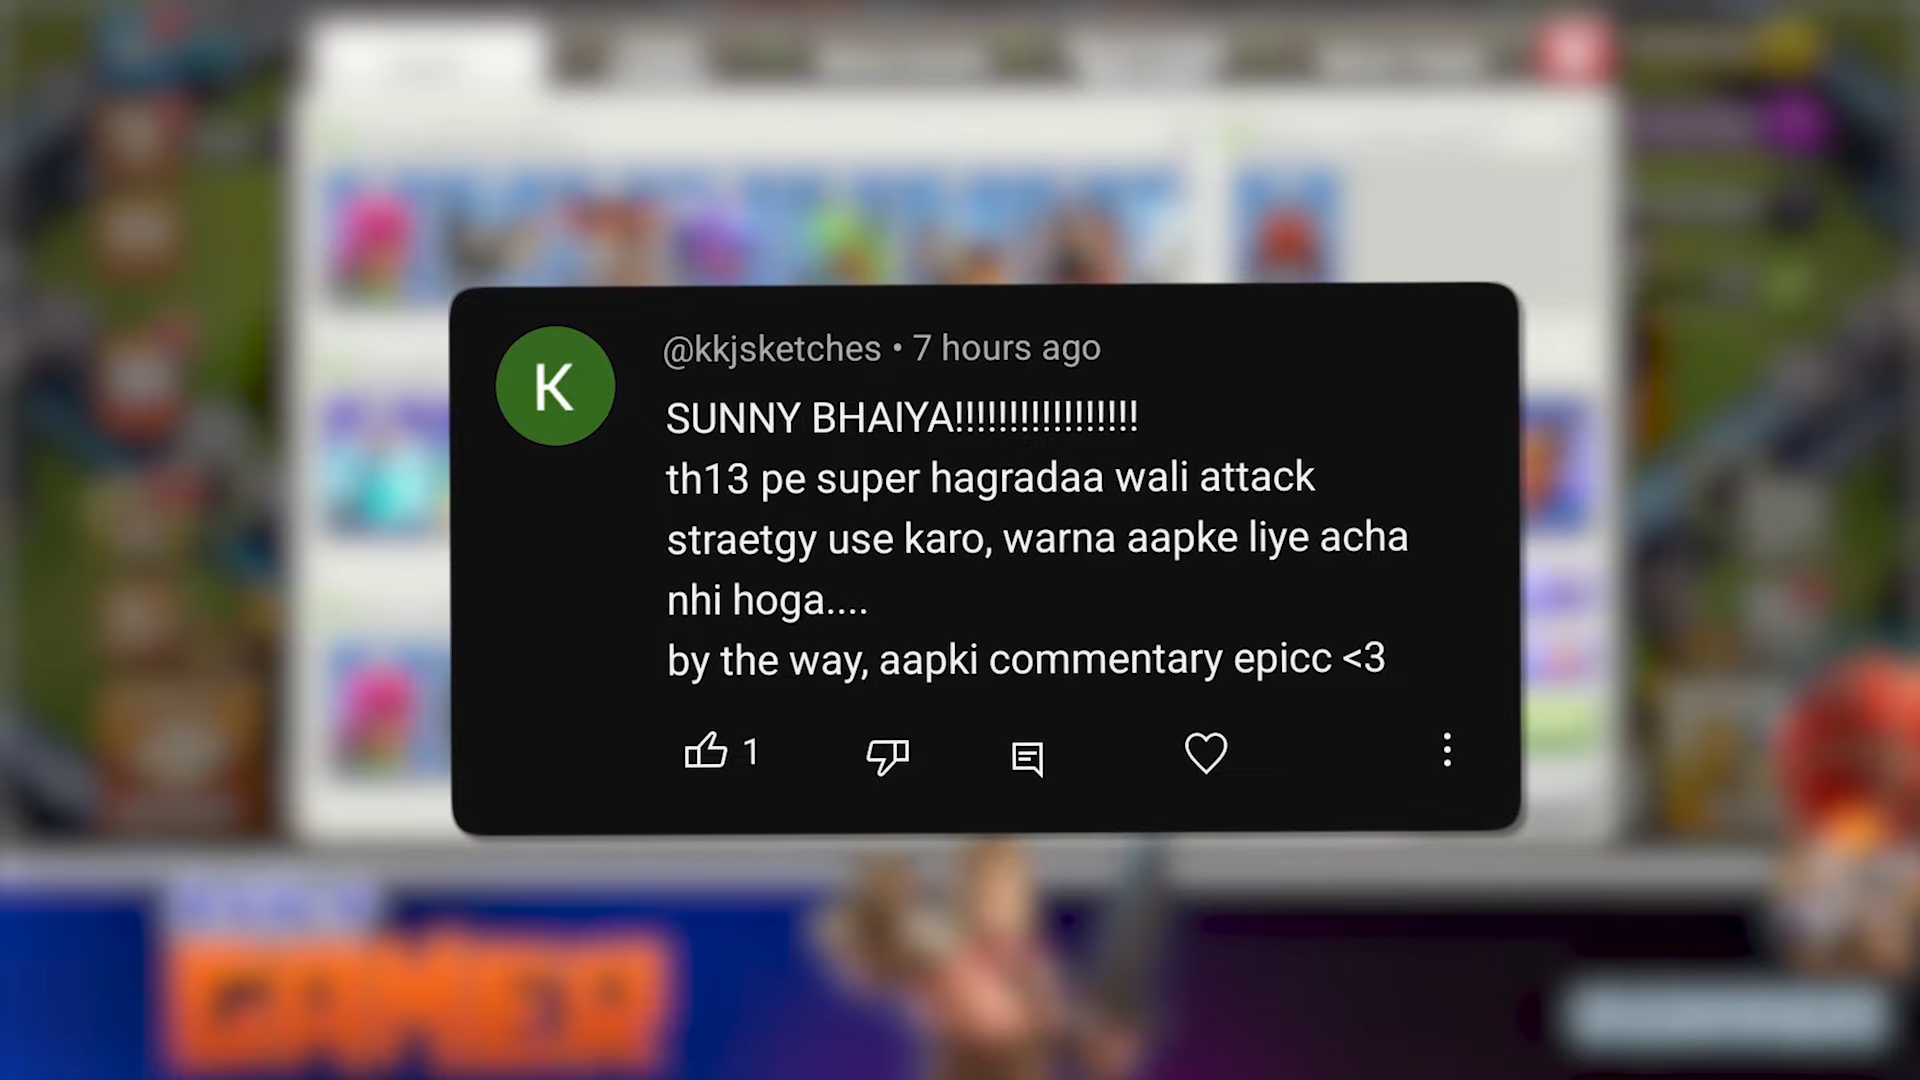 K
@kkjsketches • 7 hours ago
SUNNY BHAIYA!!!!!!!!!!!!!!!!!
th13 pe super hagradaa wali attack
straetgy use karo, warna aapke liye acha
nhi hoga....
by the way, aapki commentary epicc <3
1
GAMER